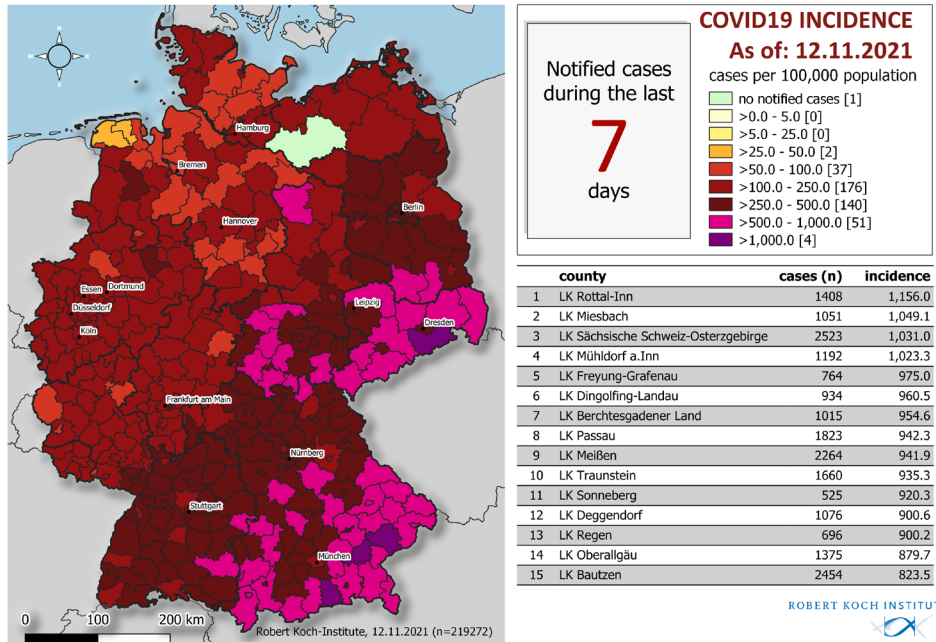 COVID19 INCIDENCE
As of: 12.11.2021
cases per 100,000 population
Notified cases
during the last
7
days
no notified cases [1]
>0.0 - 5.0 [0]
>5.0 - 25.0 [0]
>25.0 - 50.0 [2]
>50.0 - 100.0 [37]
>100.0 - 250.0 [176]
>250.0 - 500.0 [140]
>500.0 - 1,000.0 [51]
>1,000.0 [4]
Hamburg
Bremen
Berlin
Hannover
Essen
Dortmund
Düsseldorf
Leipzig
Köln
Dresden
Frankfurt am Main
Nürnberg
Stuttgart
München
0 100 200 km
Robert Koch-Institute, 12.11.2021 (n=219272)
county cases (n) incidence
1 LK Rottal-Inn 1408 1,156.0
2 LK Miesbach 1051 1,049.1
3 LK Sächsische Schweiz-Osterzgebirge 2523 1,031.0
4 LK Mühldorf a.Inn 1192 1,023.3
5 LK Freyung-Grafenau 764 975.0
6 LK Dingolfing-Landau 934 960.5
7 LK Berchtesgadener Land 1015 954.6
8 LK Passau 1823 942.3
9 LK Meißen 2264 941.9
10 LK Traunstein 1660 935.3
11 LK Sonneberg 525 920.3
12 LK Deggendorf 1076 900.6
13 LK Regen 696 900.2
14 LK Oberallgäu 1375 879.7
15 LK Bautzen 2454 823.5
ROBERT KOCH INSTITU